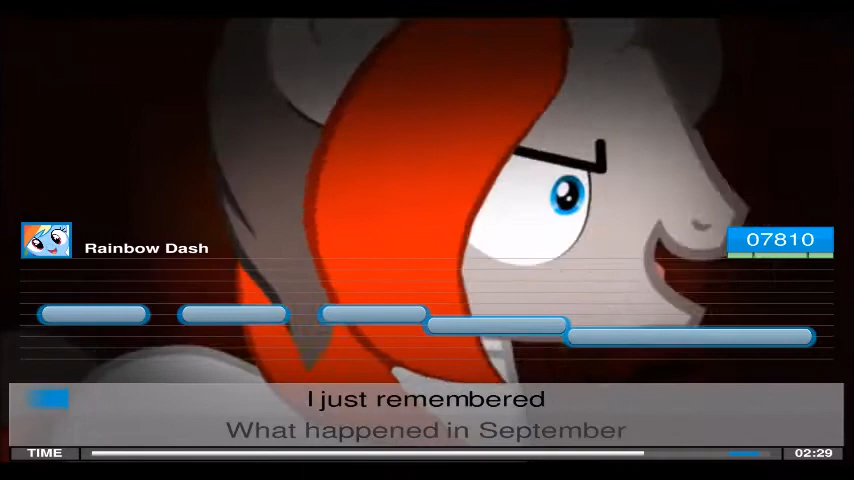 Rainbow Dash
07810
I just remembered
What happened in September
TIME
02:29